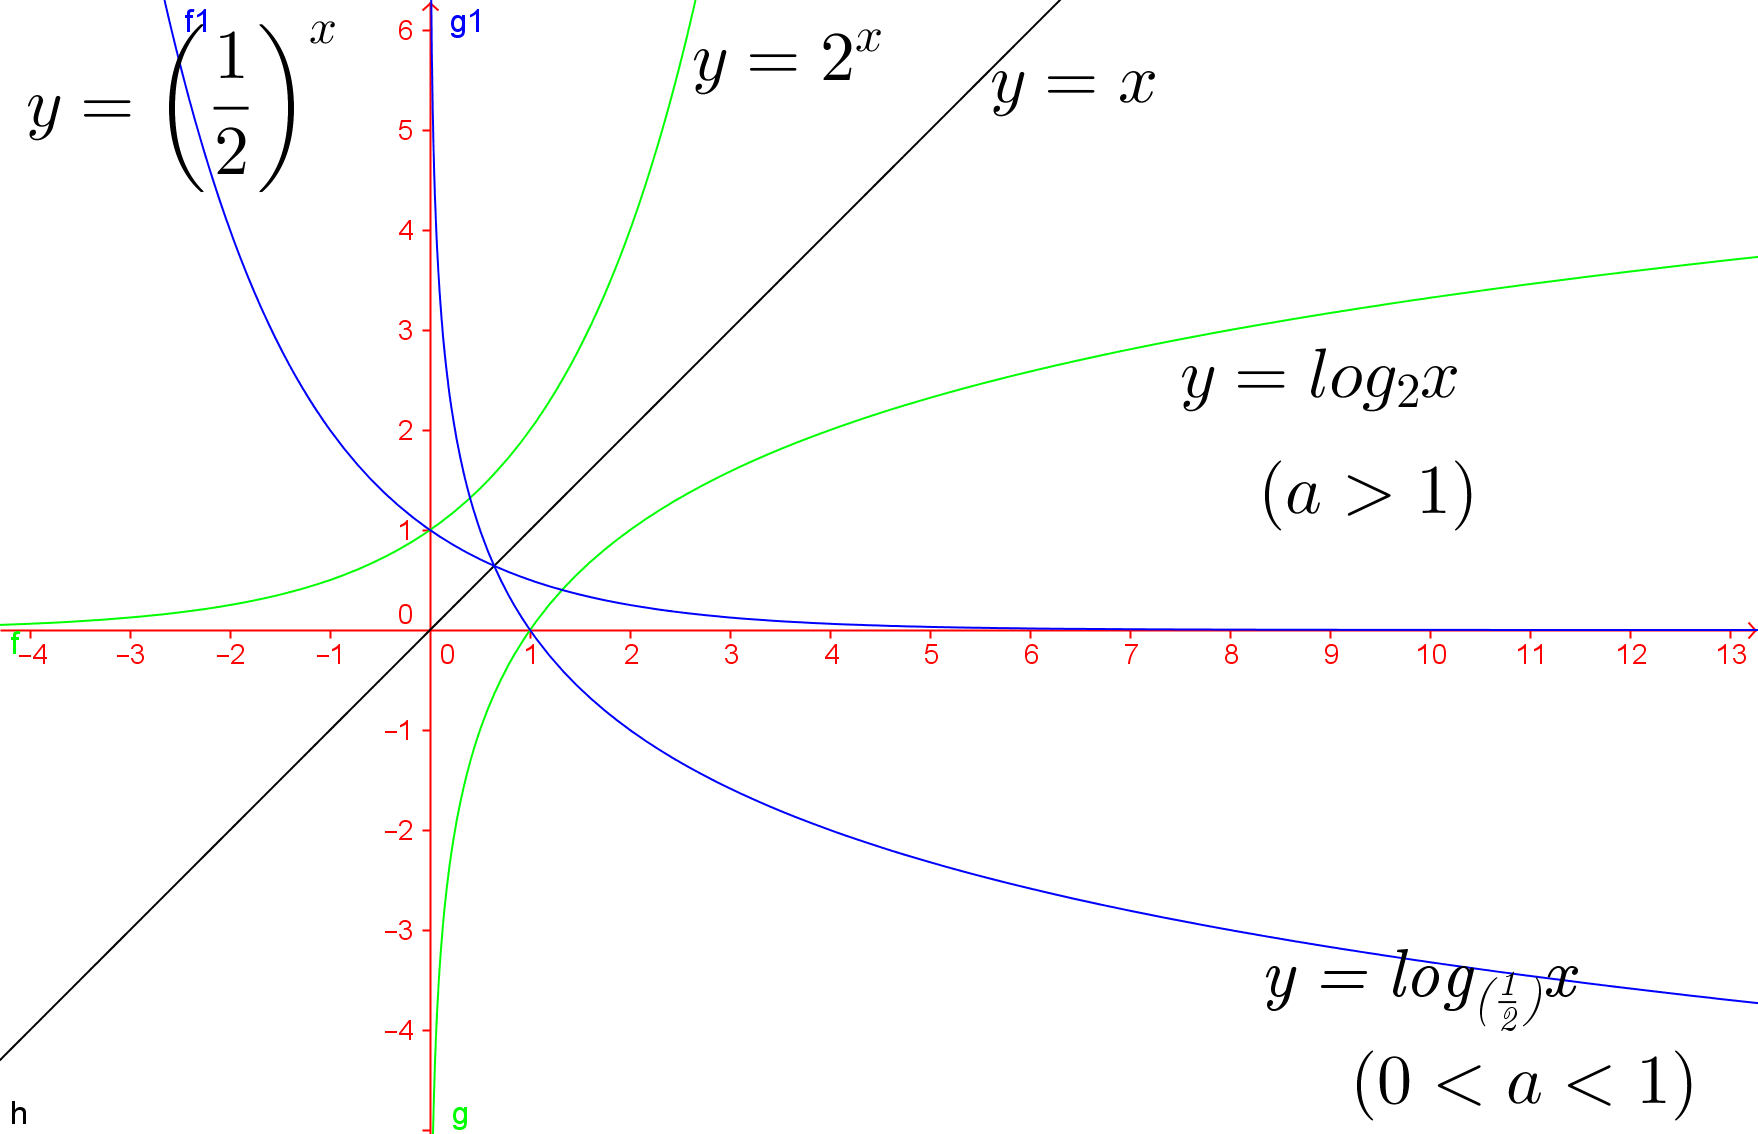 f1
g1
y = (1/2)^x
y = 2^x
y = x
y = log₂x
(a > 1)
y = log_(1/2) x
(0 < a < 1)
6
5
4
3
2
1
0
–1
–2
–3
–4
–4 –3 –2 –1 0 1 2 3 4 5 6 7 8 9 10 11 12 13
f
h
g